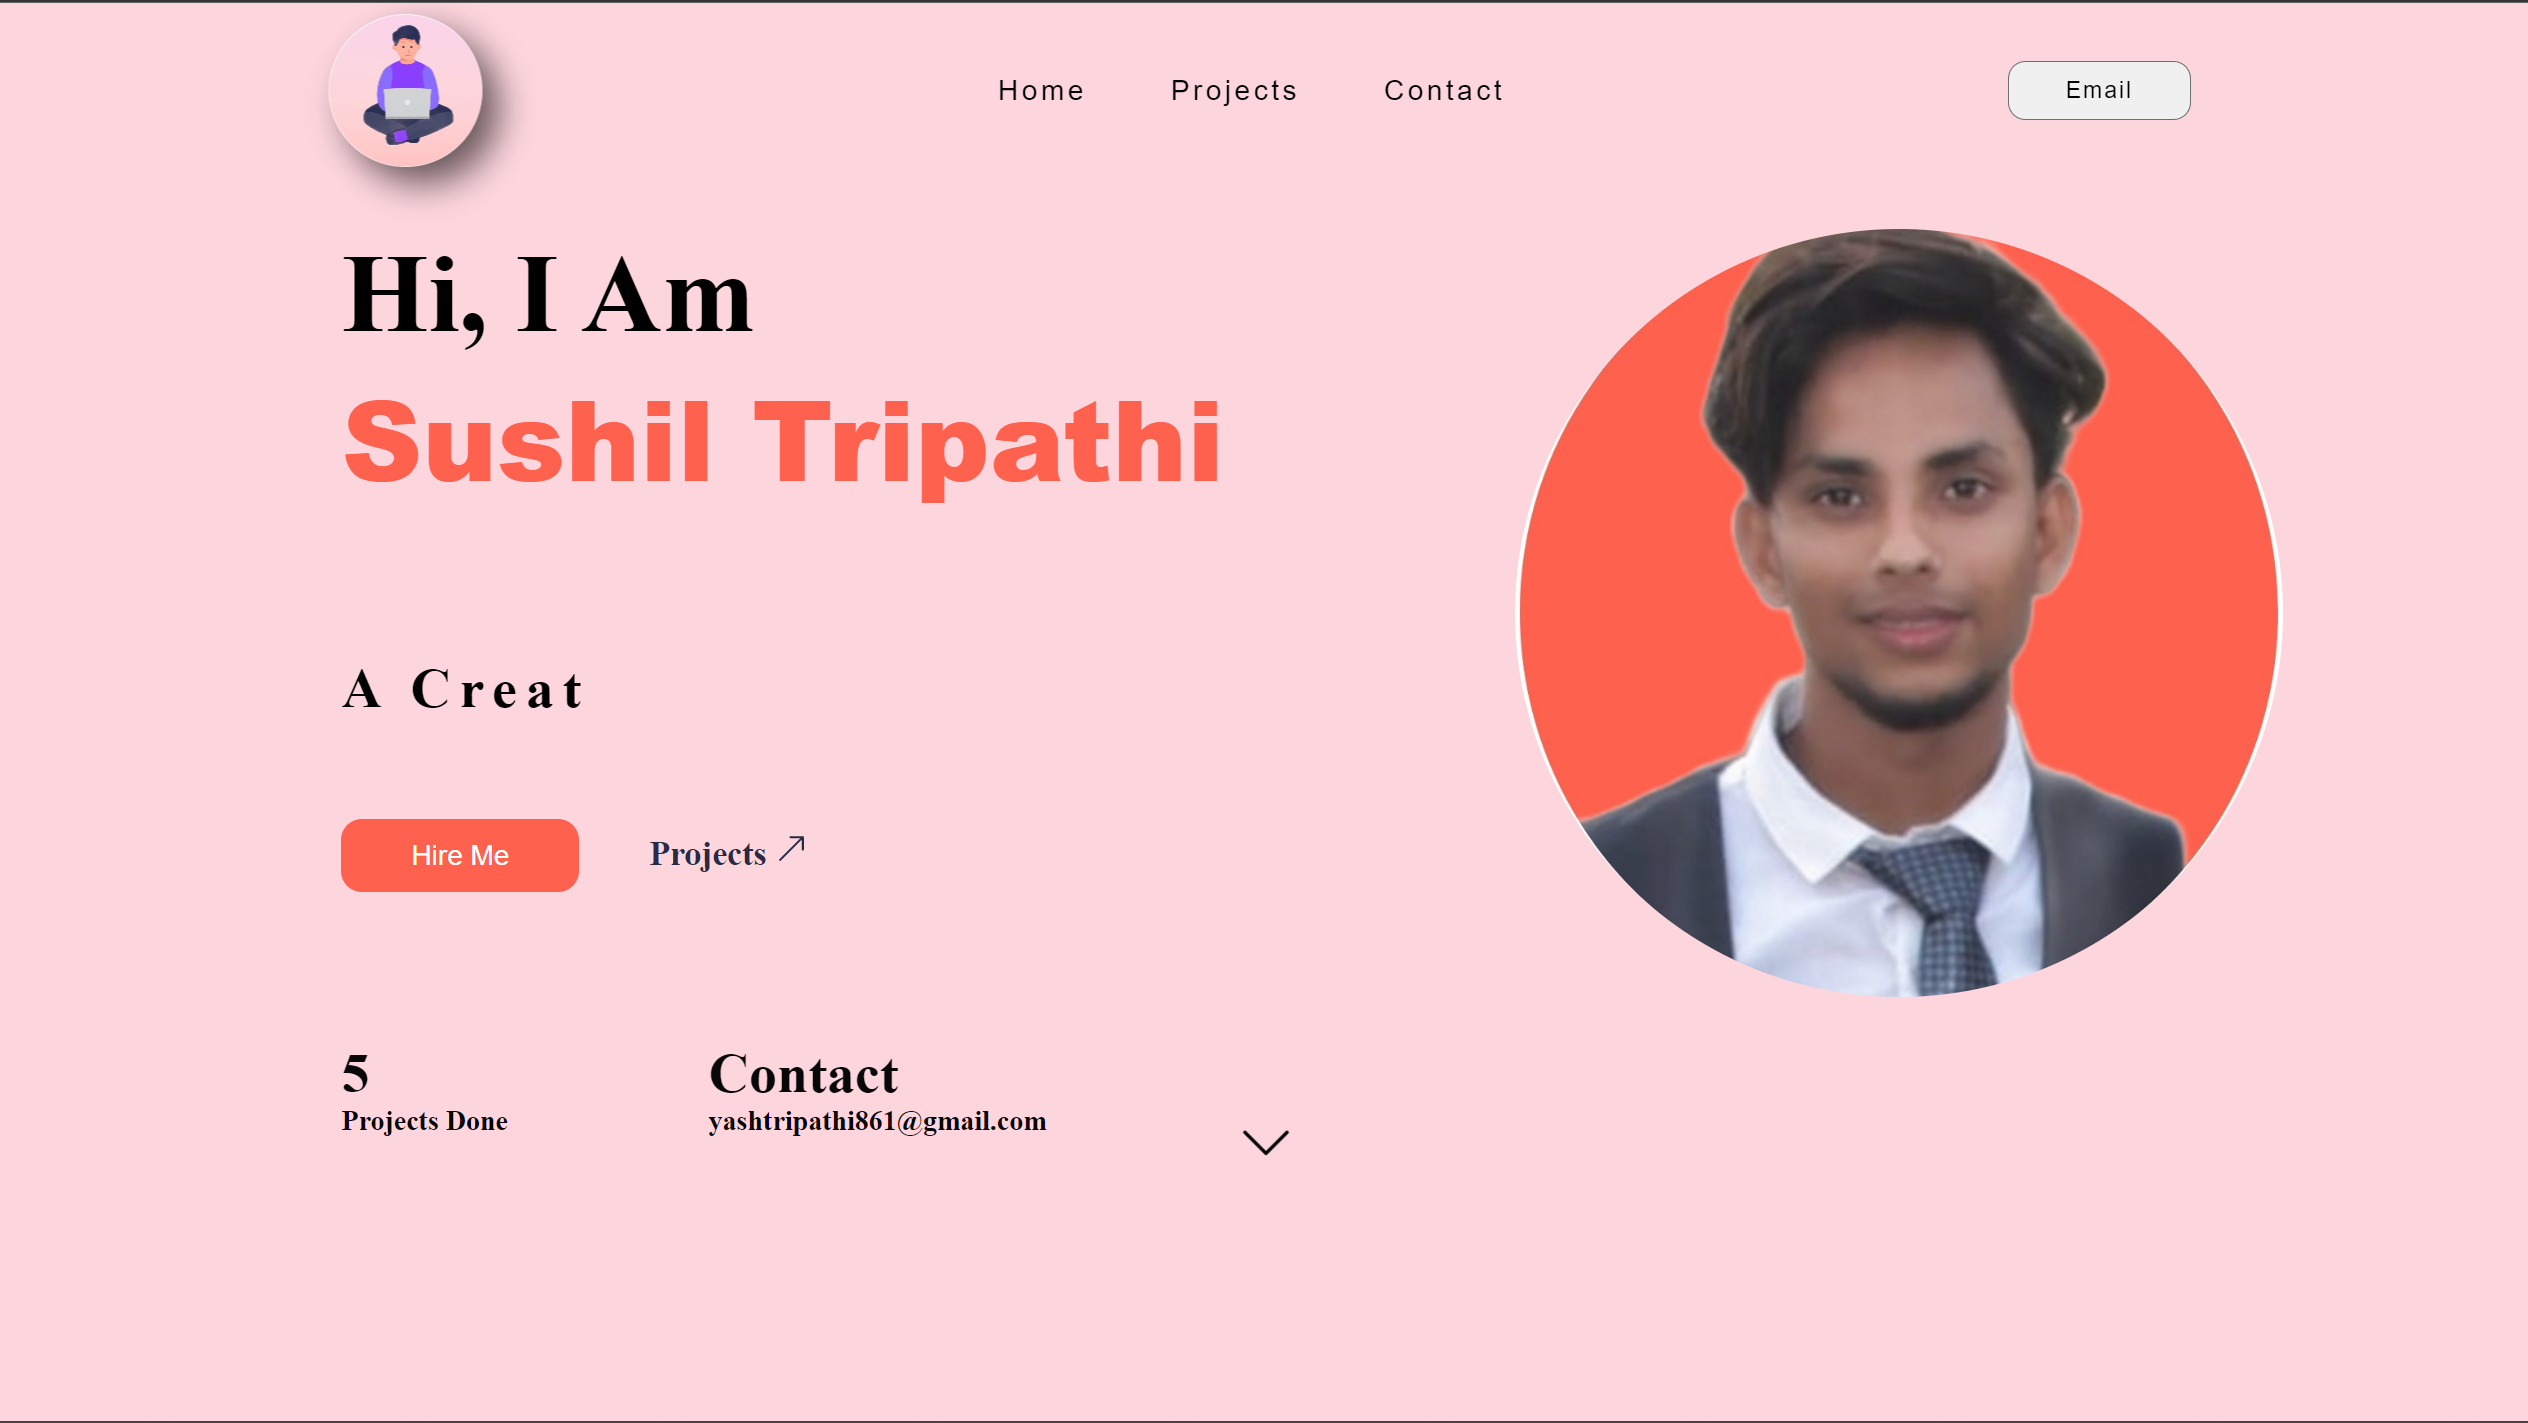 Home Projects Contact Email
Hi, I Am
Sushil Tripathi
A Creat
Hire Me Projects
5 Contact
Projects Done yashtripathi861@gmail.com